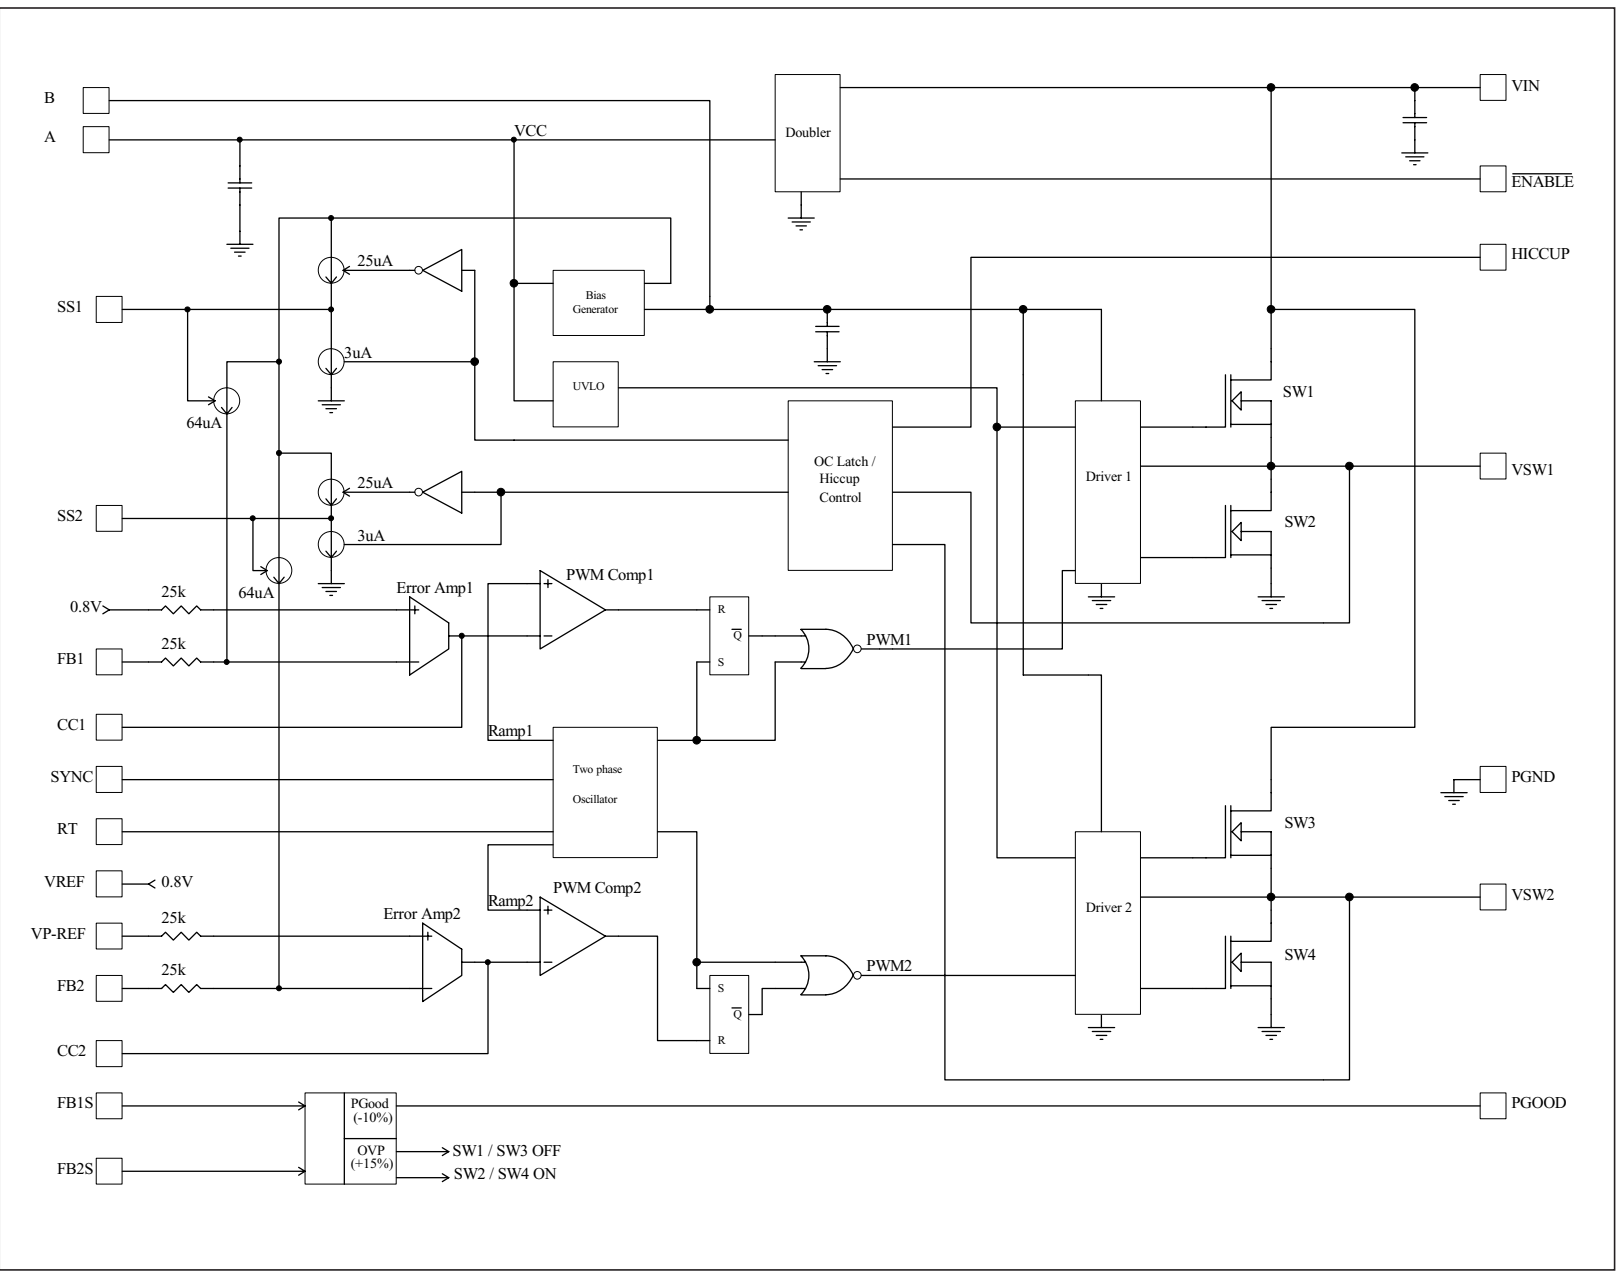 B
A
VCC
Doubler
VIN
ENABLE
HICCUP
25uA
SS1
3uA
64uA
Bias
Generator
UVLO
OC Latch /
Hiccup
Control
Driver 1
SW1
VSW1
SW2
SS2
25uA
3uA
64uA
0.8V
25k
Error Amp1
+
−
PWM Comp1
+
−
R
Q
S
PWM1
FB1
25k
CC1
Ramp1
SYNC
Two phase
Oscillator
RT
PGND
VREF
0.8V
SW3
VP-REF
25k
Error Amp2
+
−
Ramp2
PWM Comp2
+
−
S
Q
R
PWM2
Driver 2
VSW2
SW4
FB2
25k
CC2
FB1S
PGood
(-10%)
PGOOD
OVP
(+15%)
SW1 / SW3 OFF
SW2 / SW4 ON
FB2S